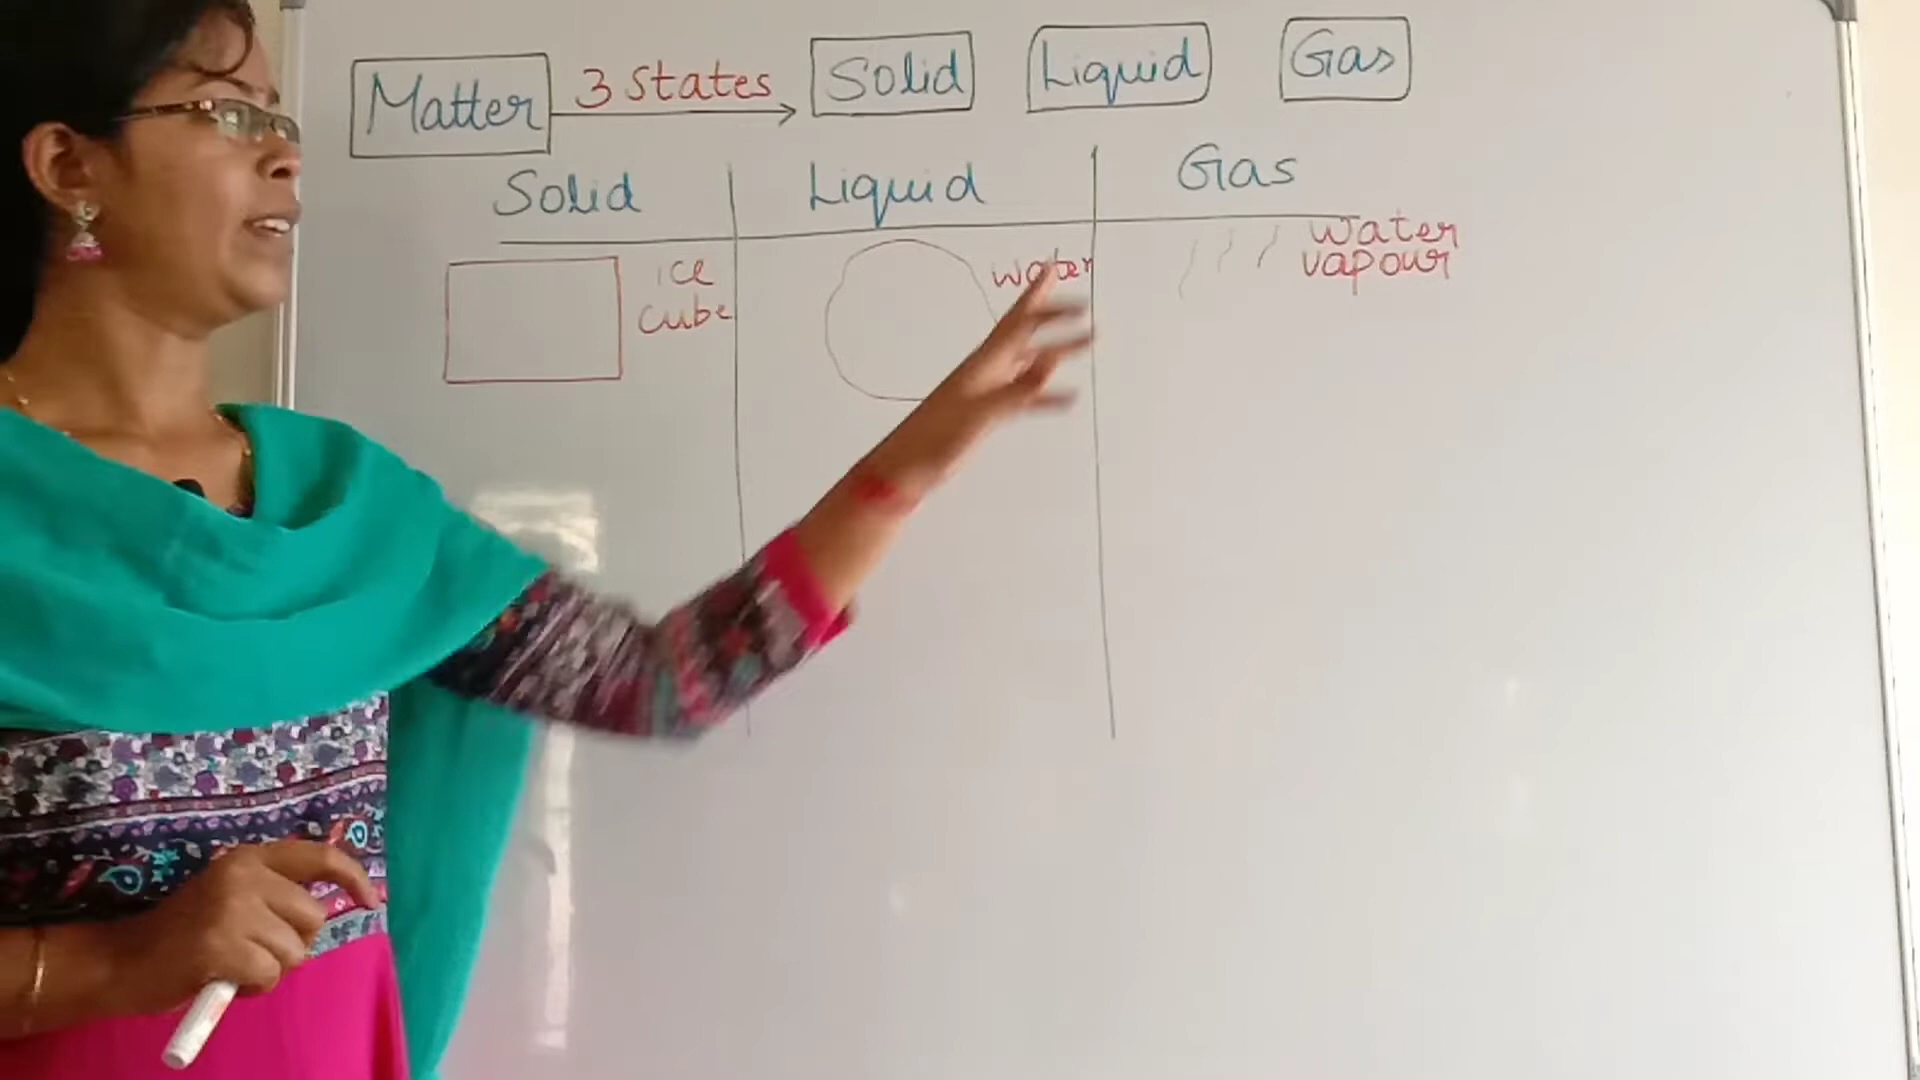 Matter 3 states Solid Liquid Gas
Solid Liquid Gas
ice
cube
water
water
vapour